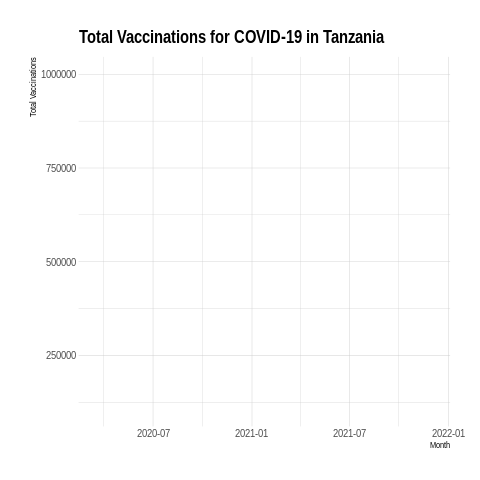 Total Vaccinations for COVID-19 in Tanzania
Total Vaccinations
1000000
750000
500000
250000
2020-07 2021-01 2021-07 2022-01
Month